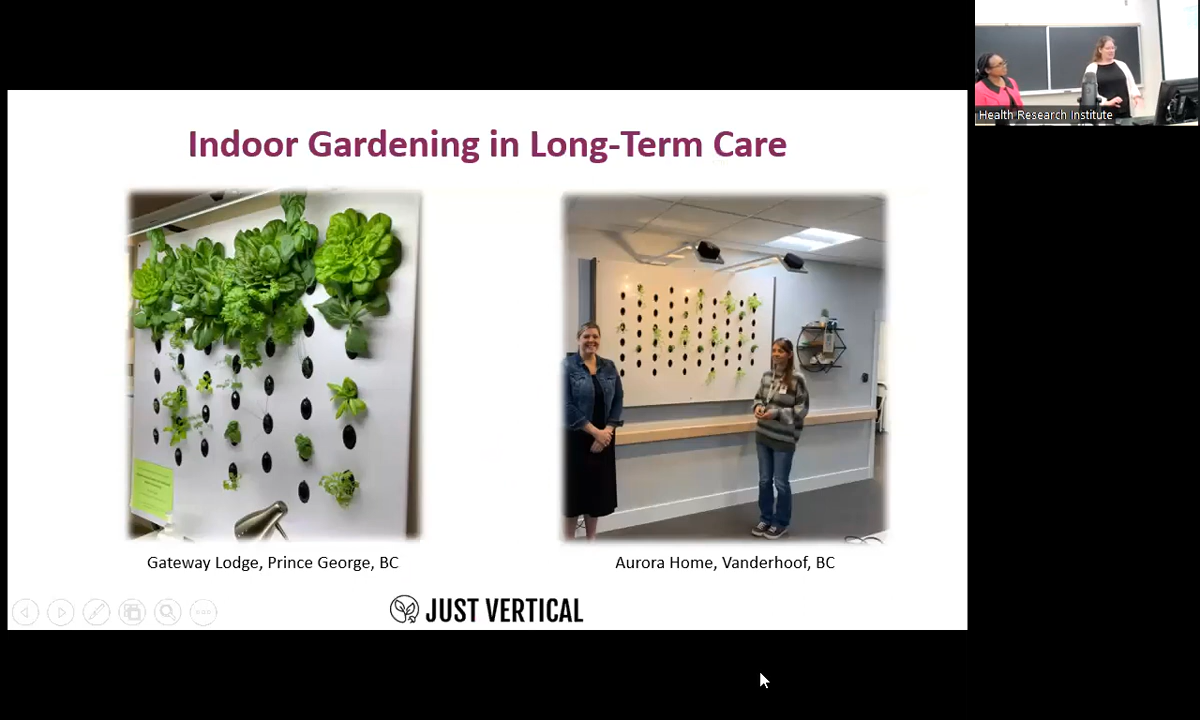 Indoor Gardening in Long-Term Care
Health Research Institute
Gateway Lodge, Prince George, BC
Aurora Home, Vanderhoof, BC
JUST VERTICAL